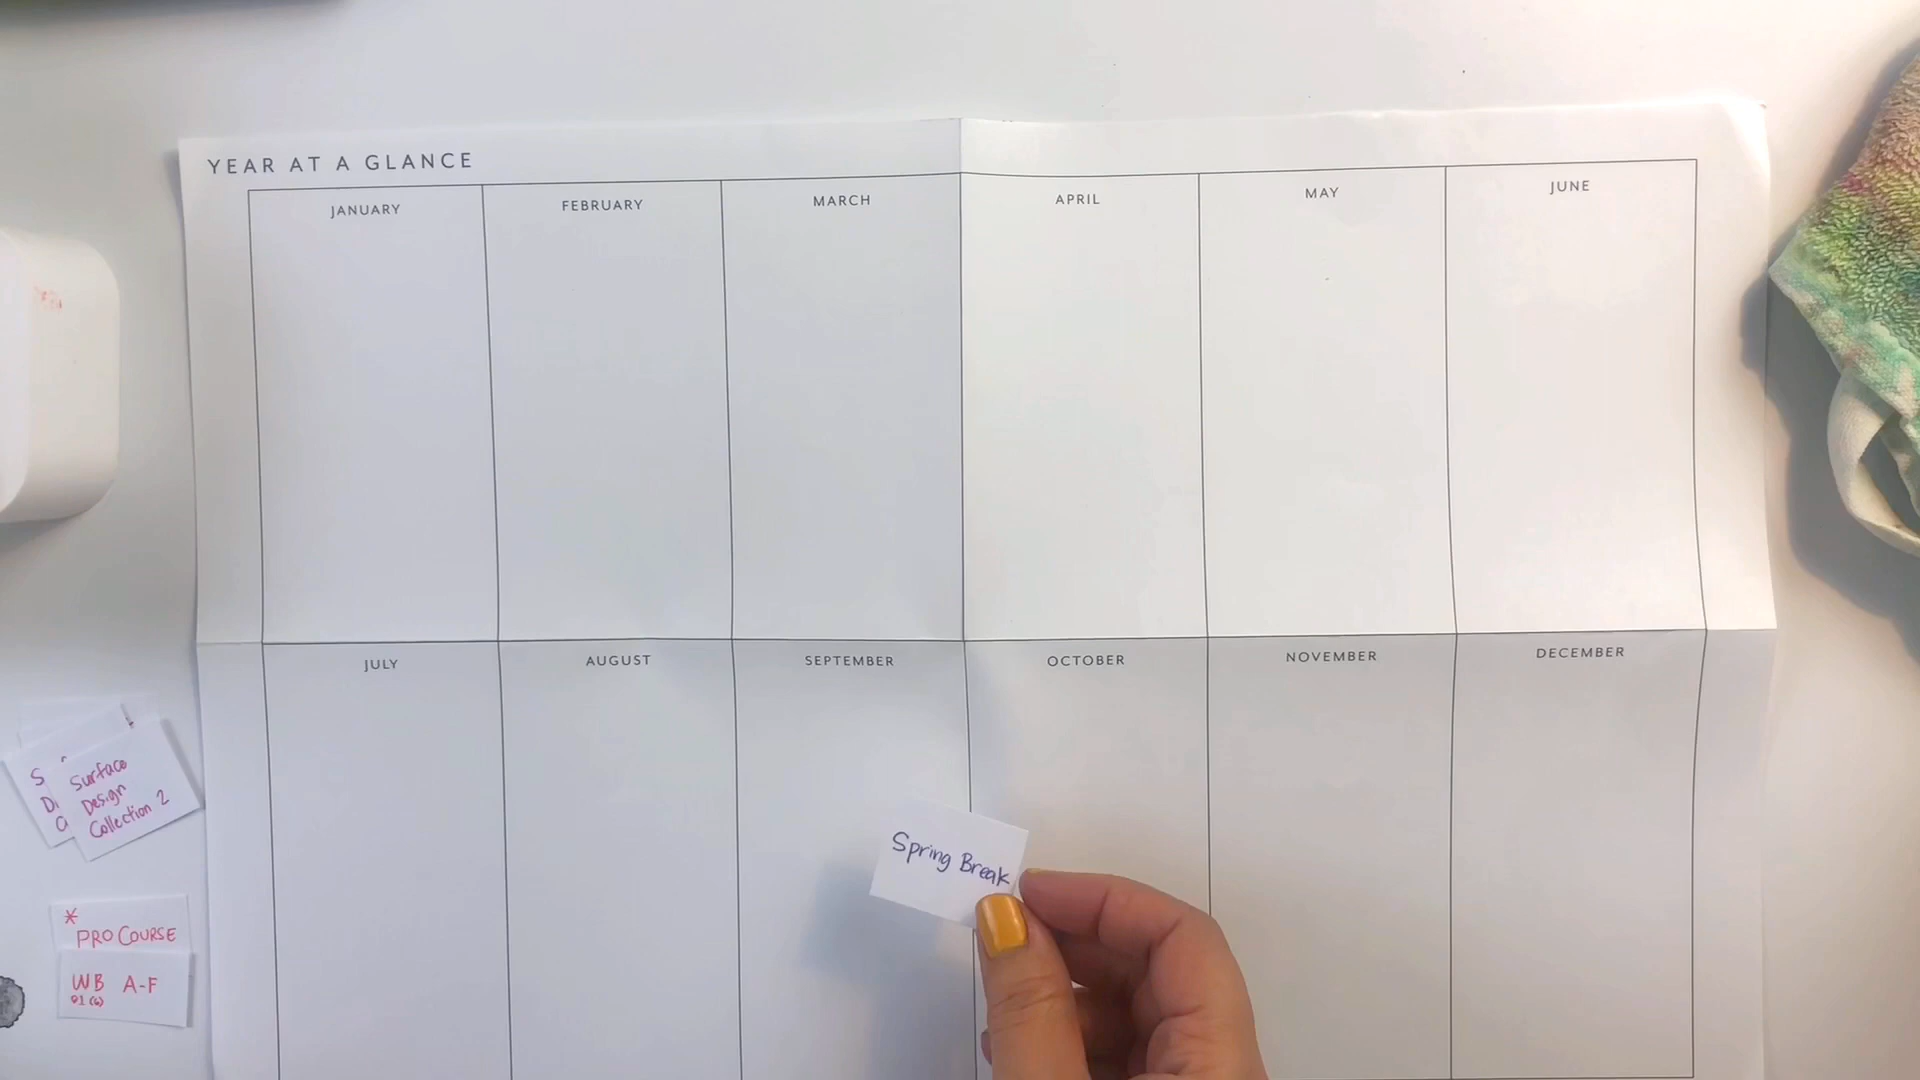 YEAR AT A GLANCE
JANUARY
FEBRUARY
MARCH
APRIL
MAY
JUNE
JULY
AUGUST
SEPTEMBER
OCTOBER
NOVEMBER
DECEMBER
Surface
Design
Collection 2
Spring Break
* PRO COURSE
WB A-F